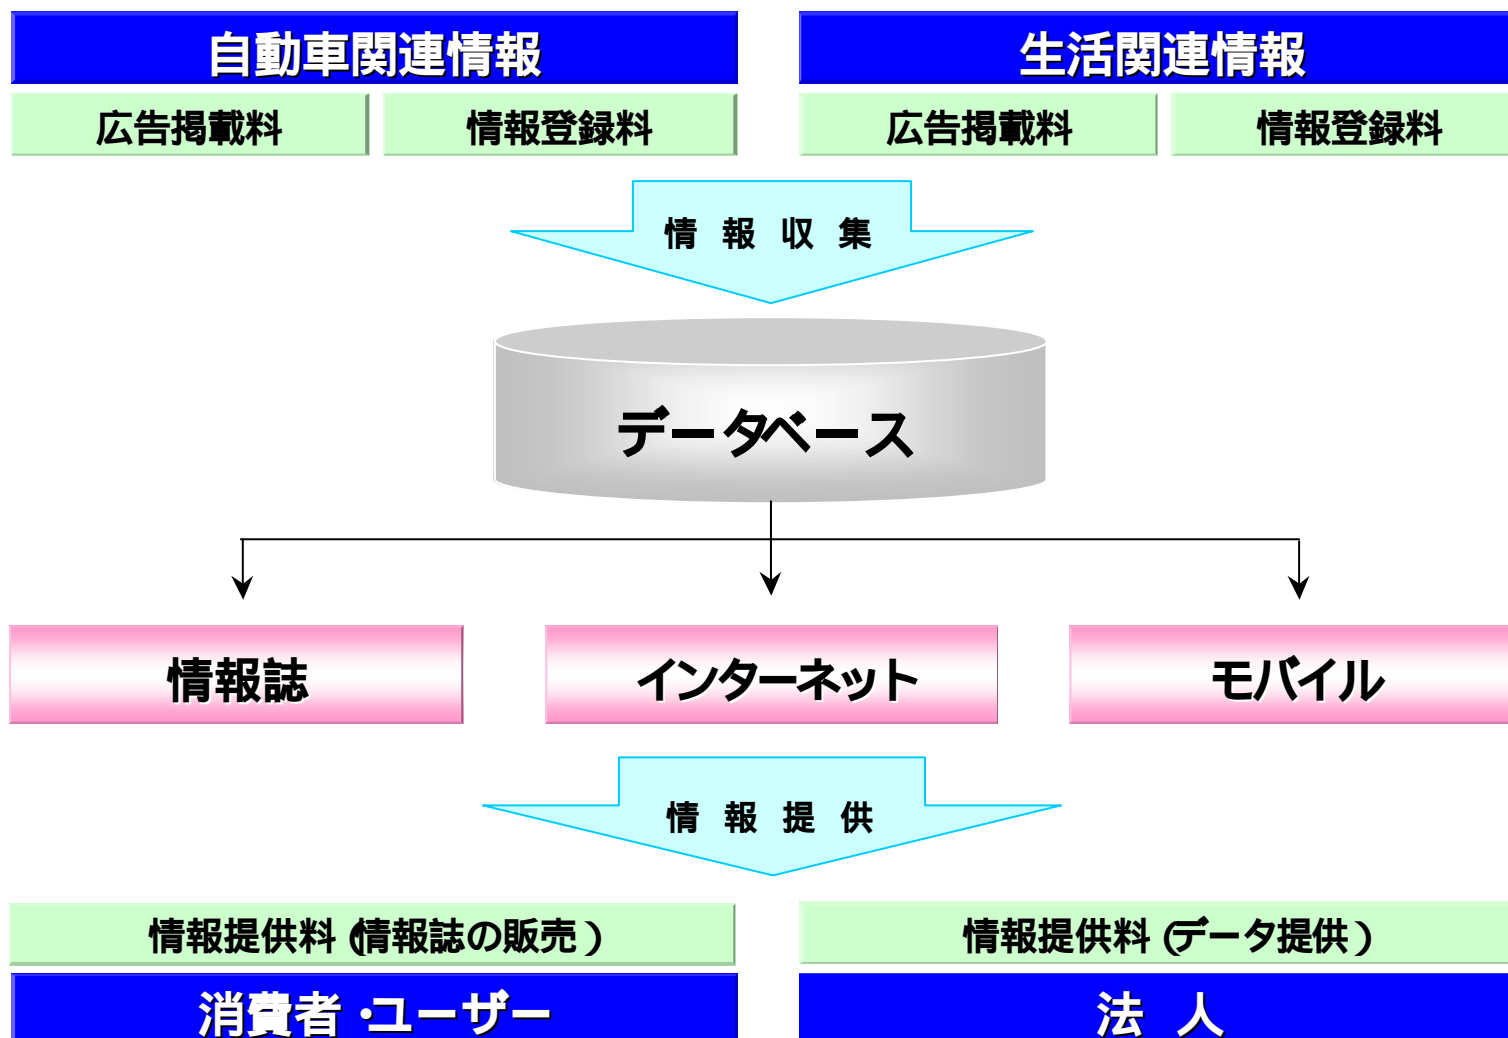 自動車関連情報
生活関連情報
広告掲載料
情報登録料
広告掲載料
情報登録料
情報収集
データベース
情報誌
インターネット
モバイル
情報提供
情報提供料(情報誌の販売)
情報提供料(データ提供)
消費者・ユーザー
法人